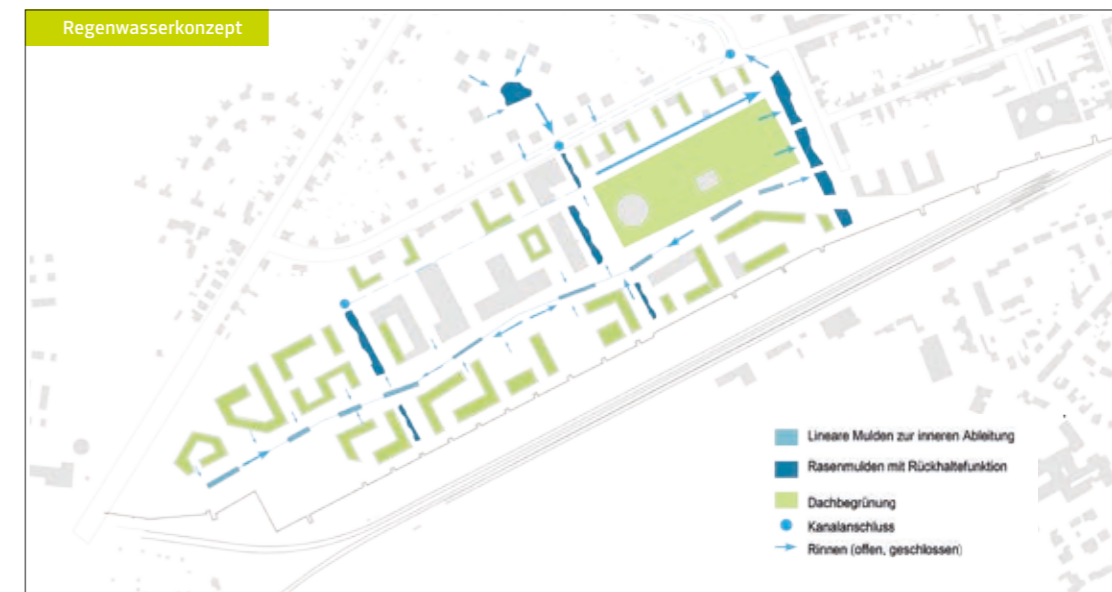 Regenwasserkonzept
Lineare Mulden zur inneren Ableitung
Rasenmulden mit Rückhaltefunktion
Dachbegrünung
Kanalanschluss
Rinnen (offen, geschlossen)